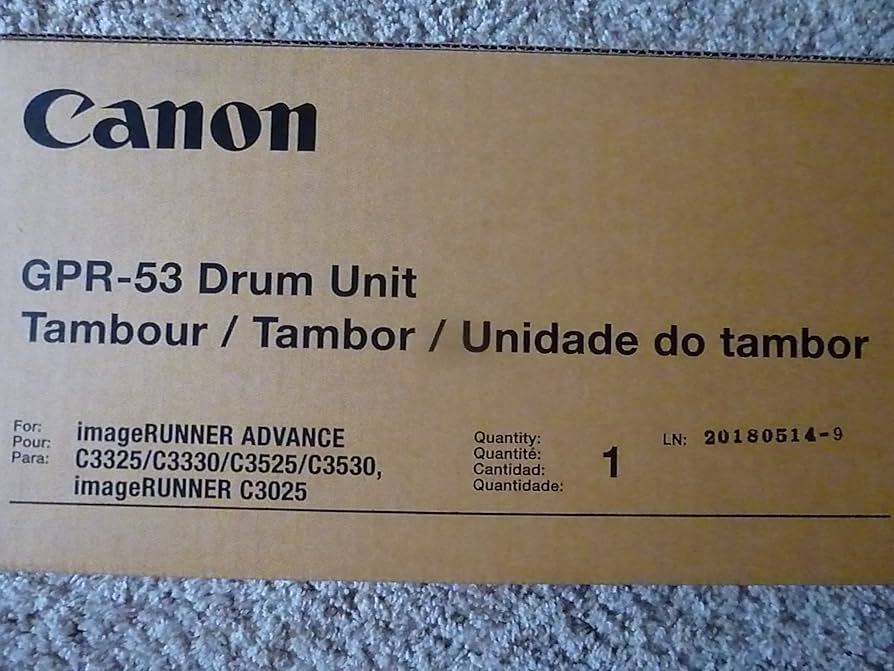 Canon
GPR-53 Drum Unit
Tambour / Tambor / Unidade do tambor
For:
Pour:
Para:
imageRUNNER ADVANCE
C3325/C3330/C3525/C3530,
imageRUNNER C3025
Quantity:
Quantité:
Cantidad:
Quantidade:
1
LN: 20180514-9